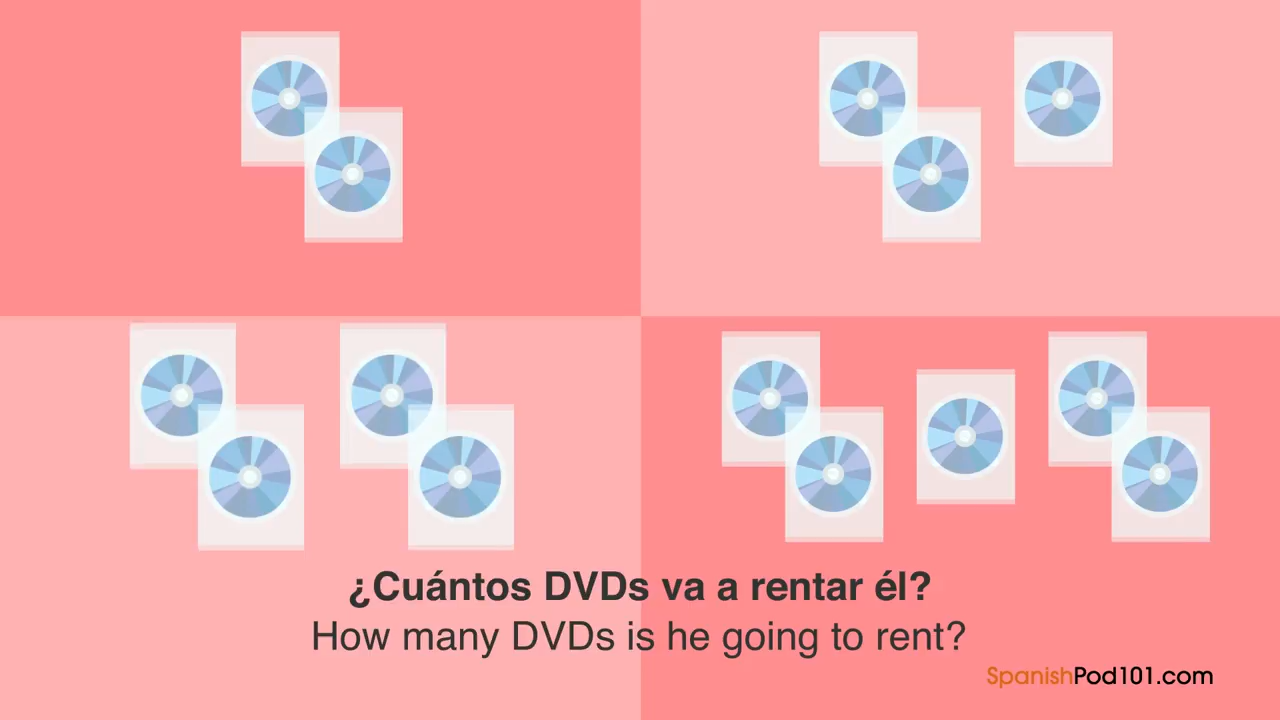 ¿Cuántos DVDs va a rentar él?
How many DVDs is he going to rent?
SpanishPod101.com